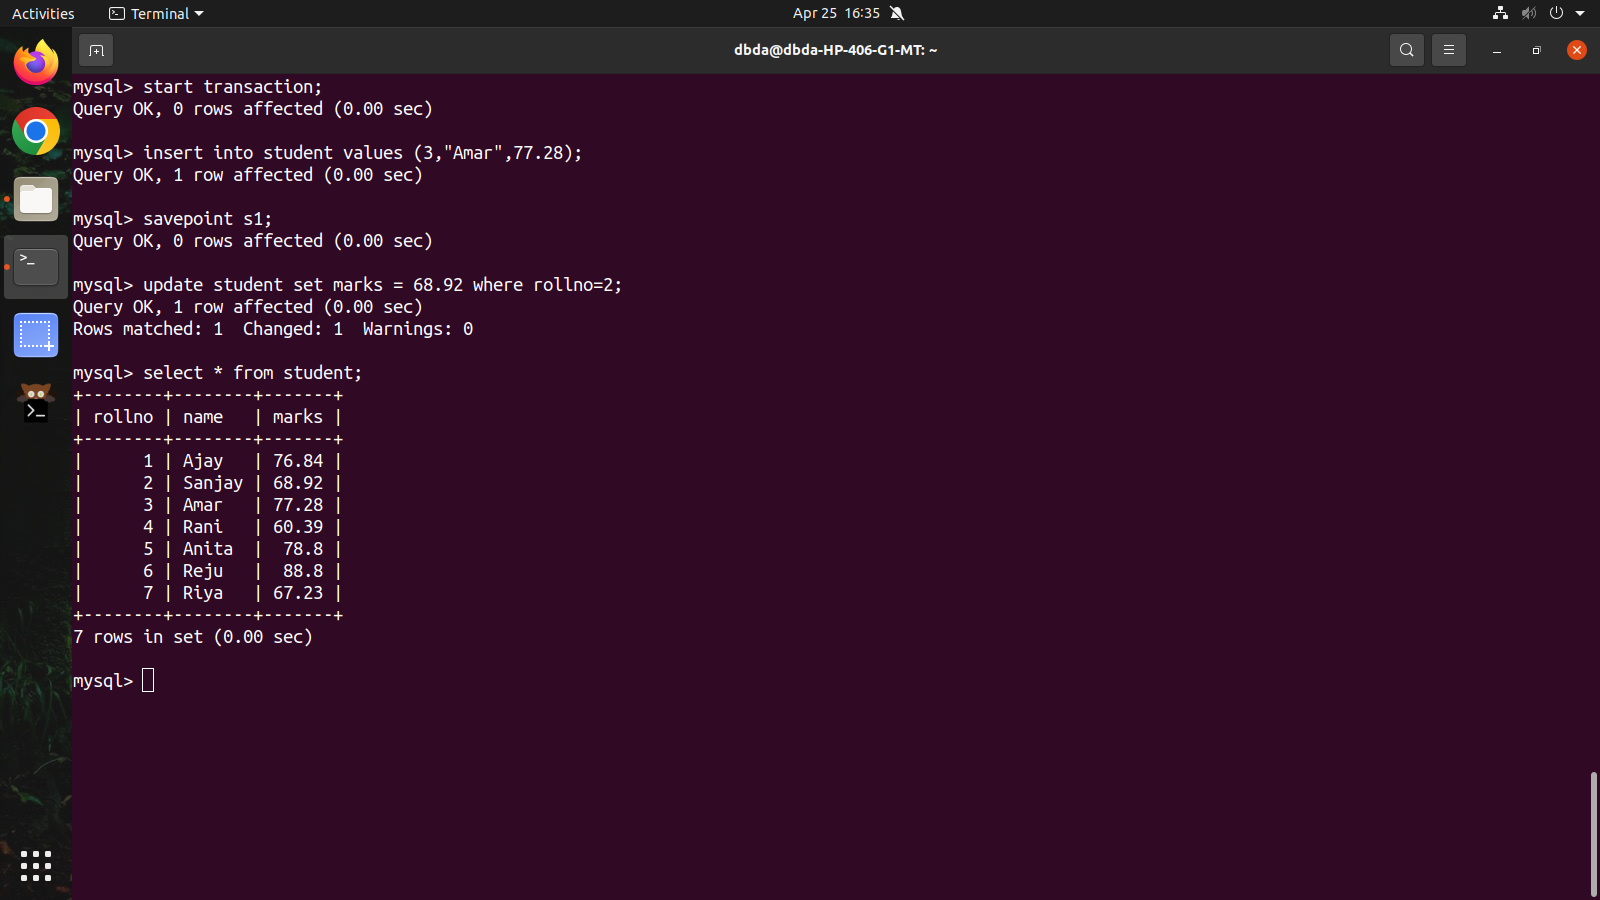 Activities
Terminal
Apr 25 16:35
dbda@dbda-HP-406-G1-MT: ~
mysql> start transaction;
Query OK, 0 rows affected (0.00 sec)
mysql> insert into student values (3,"Amar",77.28);
Query OK, 1 row affected (0.00 sec)
mysql> savepoint s1;
Query OK, 0 rows affected (0.00 sec)
mysql> update student set marks = 68.92 where rollno=2;
Query OK, 1 row affected (0.00 sec)
Rows matched: 1  Changed: 1  Warnings: 0
mysql> select * from student;
+--------+--------+-------+
| rollno | name   | marks |
+--------+--------+-------+
|      1 | Ajay   | 76.84 |
|      2 | Sanjay | 68.92 |
|      3 | Amar   | 77.28 |
|      4 | Rani   | 60.39 |
|      5 | Anita  |  78.8 |
|      6 | Reju   |  88.8 |
|      7 | Riya   | 67.23 |
+--------+--------+-------+
7 rows in set (0.00 sec)
mysql>